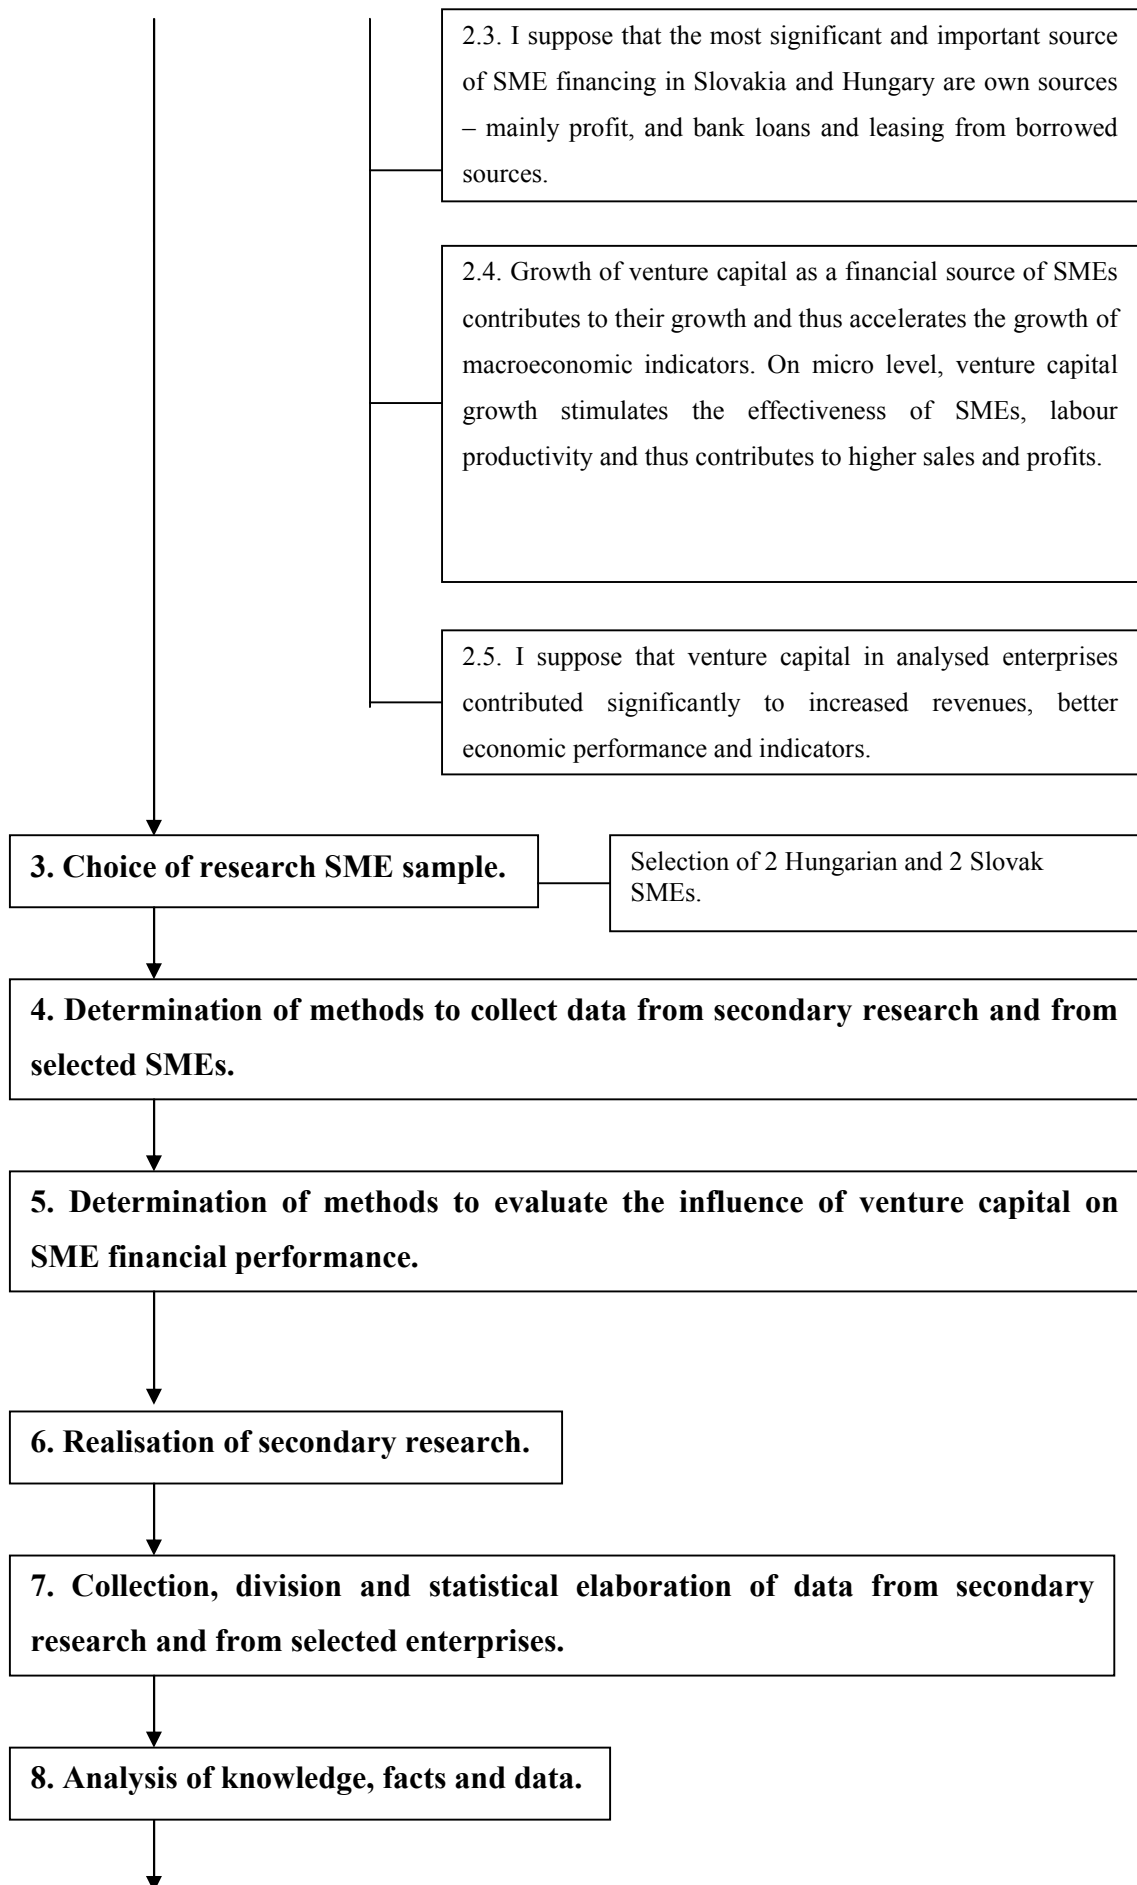 2.3. I suppose that the most significant and important source
of SME financing in Slovakia and Hungary are own sources
– mainly profit, and bank loans and leasing from borrowed
sources.
2.4. Growth of venture capital as a financial source of SMEs
contributes to their growth and thus accelerates the growth of
macroeconomic indicators. On micro level, venture capital
growth stimulates the effectiveness of SMEs, labour
productivity and thus contributes to higher sales and profits.
2.5. I suppose that venture capital in analysed enterprises
contributed significantly to increased revenues, better
economic performance and indicators.
3. Choice of research SME sample.
Selection of 2 Hungarian and 2 Slovak
SMEs.
4. Determination of methods to collect data from secondary research and from
selected SMEs.
5. Determination of methods to evaluate the influence of venture capital on
SME financial performance.
6. Realisation of secondary research.
7. Collection, division and statistical elaboration of data from secondary
research and from selected enterprises.
8. Analysis of knowledge, facts and data.